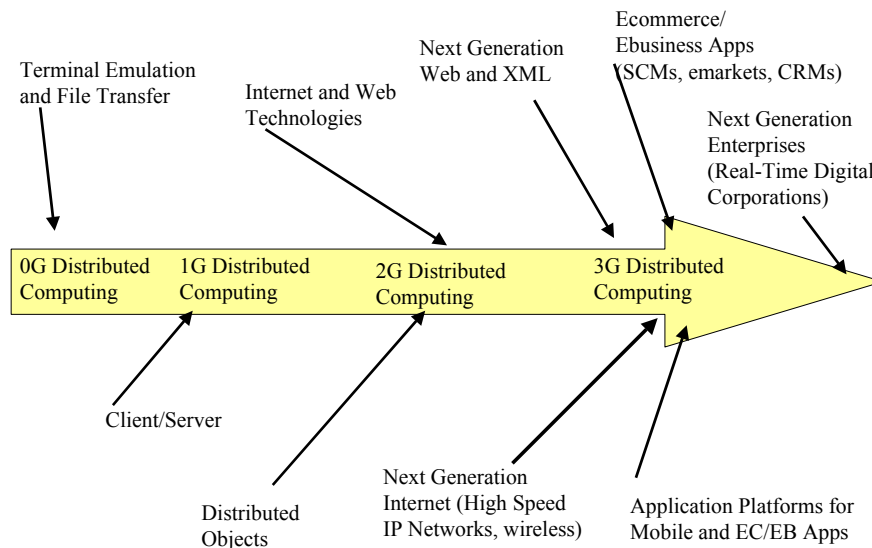 Terminal Emulation
and File Transfer
Internet and Web
Technologies
Next Generation
Web and XML
Ecommerce/
Ebusiness Apps
(SCMs, emarkets, CRMs)
Next Generation
Enterprises
(Real-Time Digital
Corporations)
0G Distributed
Computing
1G Distributed
Computing
2G Distributed
Computing
3G Distributed
Computing
Client/Server
Distributed
Objects
Next Generation
Internet (High Speed
IP Networks, wireless)
Application Platforms for
Mobile and EC/EB Apps